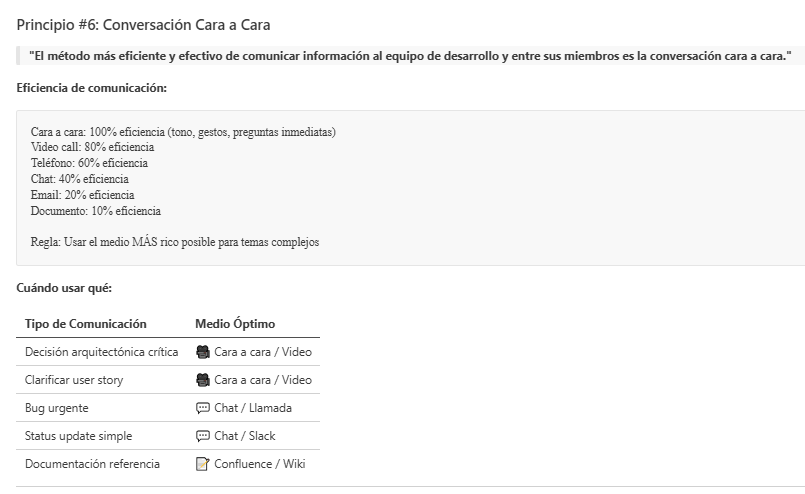 Principio #6: Conversación Cara a Cara
"El método más eficiente y efectivo de comunicar información al equipo de desarrollo y entre sus miembros es la conversación cara a cara."
Eficiencia de comunicación:
Cara a cara: 100% eficiencia (tono, gestos, preguntas inmediatas)
Video call: 80% eficiencia
Teléfono: 60% eficiencia
Chat: 40% eficiencia
Email: 20% eficiencia
Documento: 10% eficiencia
Regla: Usar el medio MÁS rico posible para temas complejos
Cuándo usar qué:
Tipo de Comunicación Medio Óptimo
Decisión arquitectónica crítica 🎥 Cara a cara / Video
Clarificar user story 🎥 Cara a cara / Video
Bug urgente 💬 Chat / Llamada
Status update simple 💬 Chat / Slack
Documentación referencia 📝 Confluence / Wiki